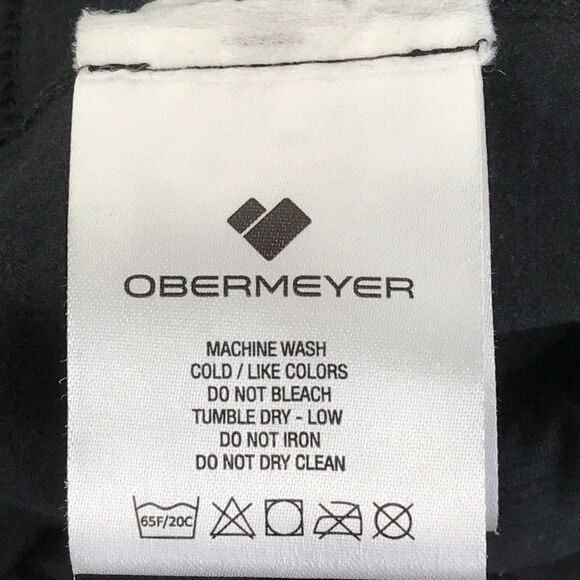 OBERMEYER
MACHINE WASH
COLD / LIKE COLORS
DO NOT BLEACH
TUMBLE DRY - LOW
DO NOT IRON
DO NOT DRY CLEAN
65F/20C